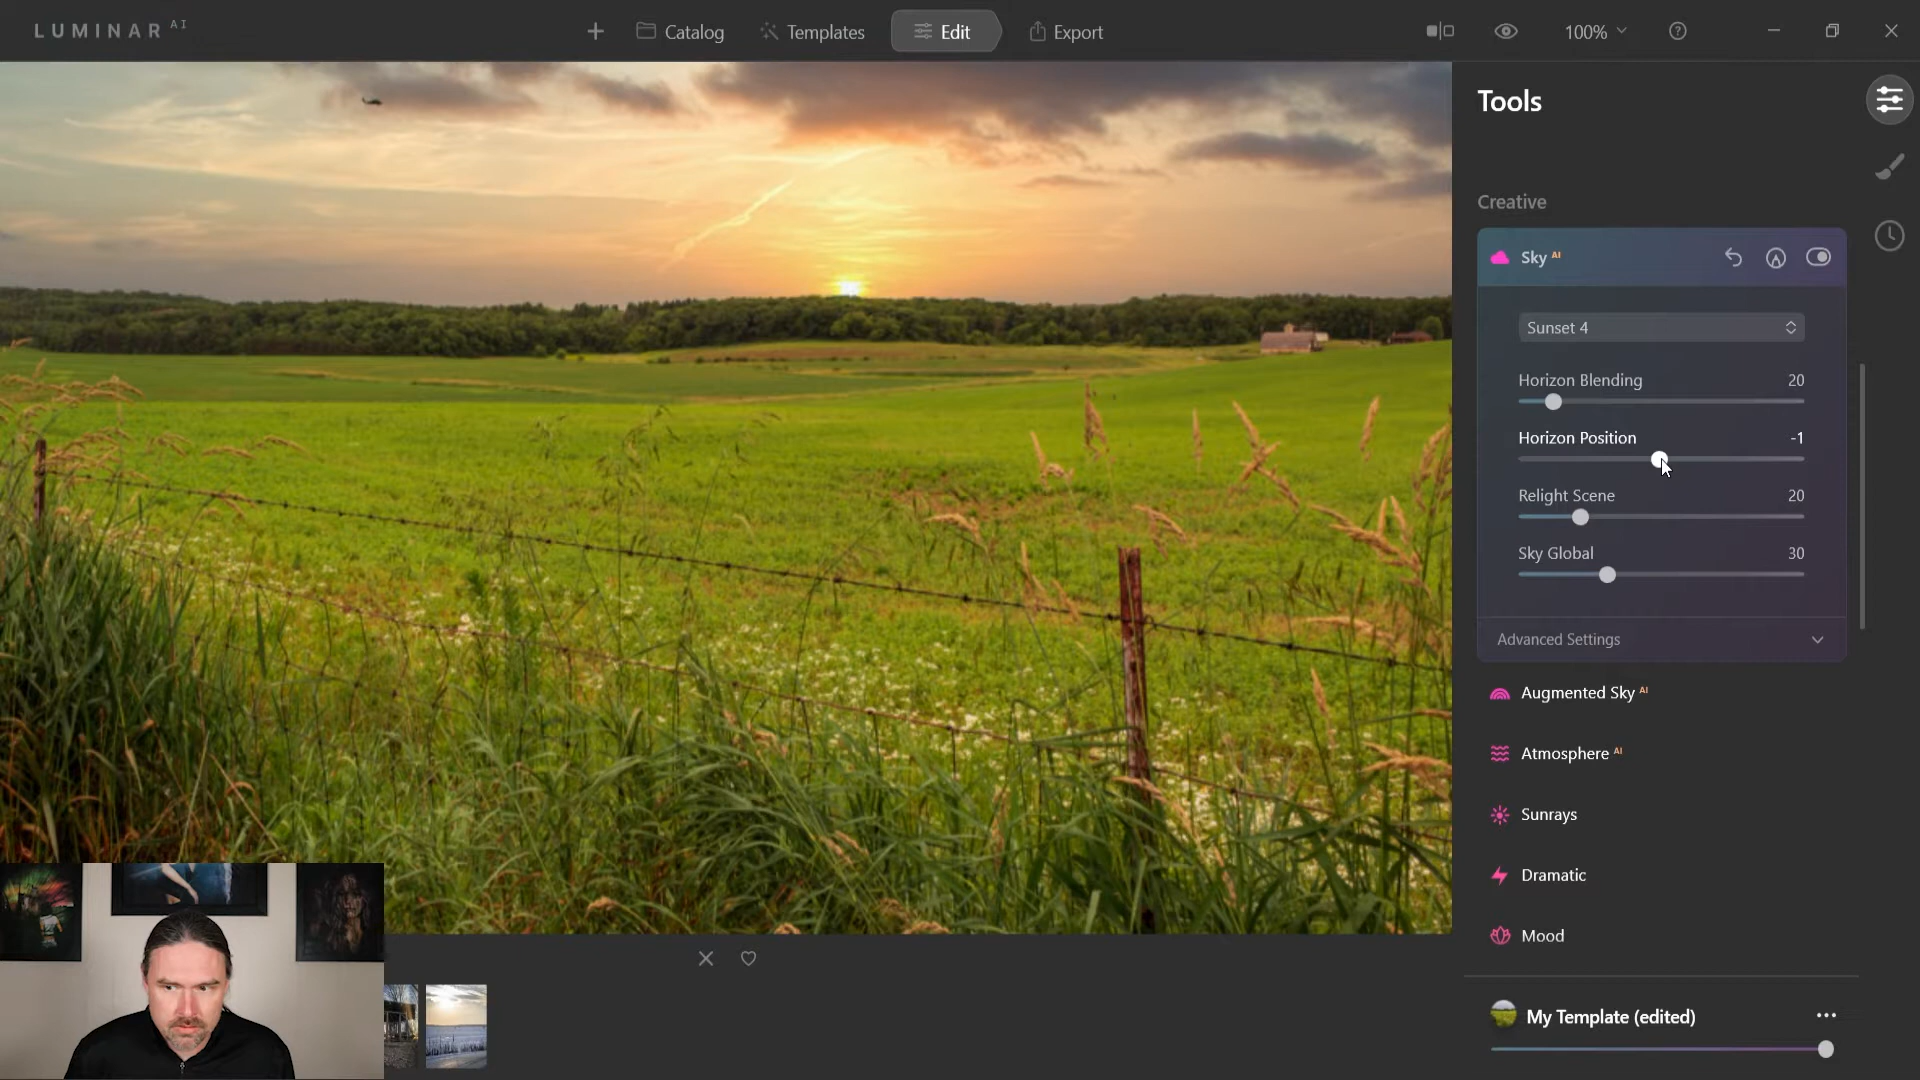 LUMINAR AI
Catalog
Templates
Edit
Export
100%
Tools
Creative
Sky AI
Sunset 4
Horizon Blending 20
Horizon Position -1
Relight Scene 20
Sky Global 30
Advanced Settings
Augmented Sky AI
Atmosphere AI
Sunrays
Dramatic
Mood
My Template (edited)